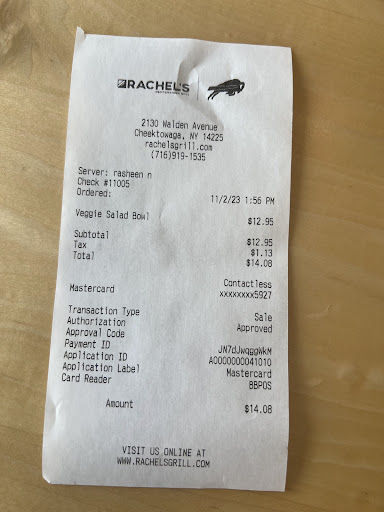 RACHEL'S
MEDITERRANEAN GRILL
2130 Walden Avenue
Cheektowaga, NY 14225
rachelsgrill.com
(716)919-1535
Server: rasheen n
Check #11005
Ordered: 11/2/23 1:56 PM
Veggie Salad Bowl $12.95
Subtotal $12.95
Tax $1.13
Total $14.08
Contactless
Mastercard xxxxxxxx5927
Transaction Type Sale
Authorization Approved
Approval Code
Payment ID JN7dJwqggWkM
Application ID A0000000041010
Application Label Mastercard
Card Reader BBPOS
Amount $14.08
VISIT US ONLINE AT
WWW.RACHELSGRILL.COM